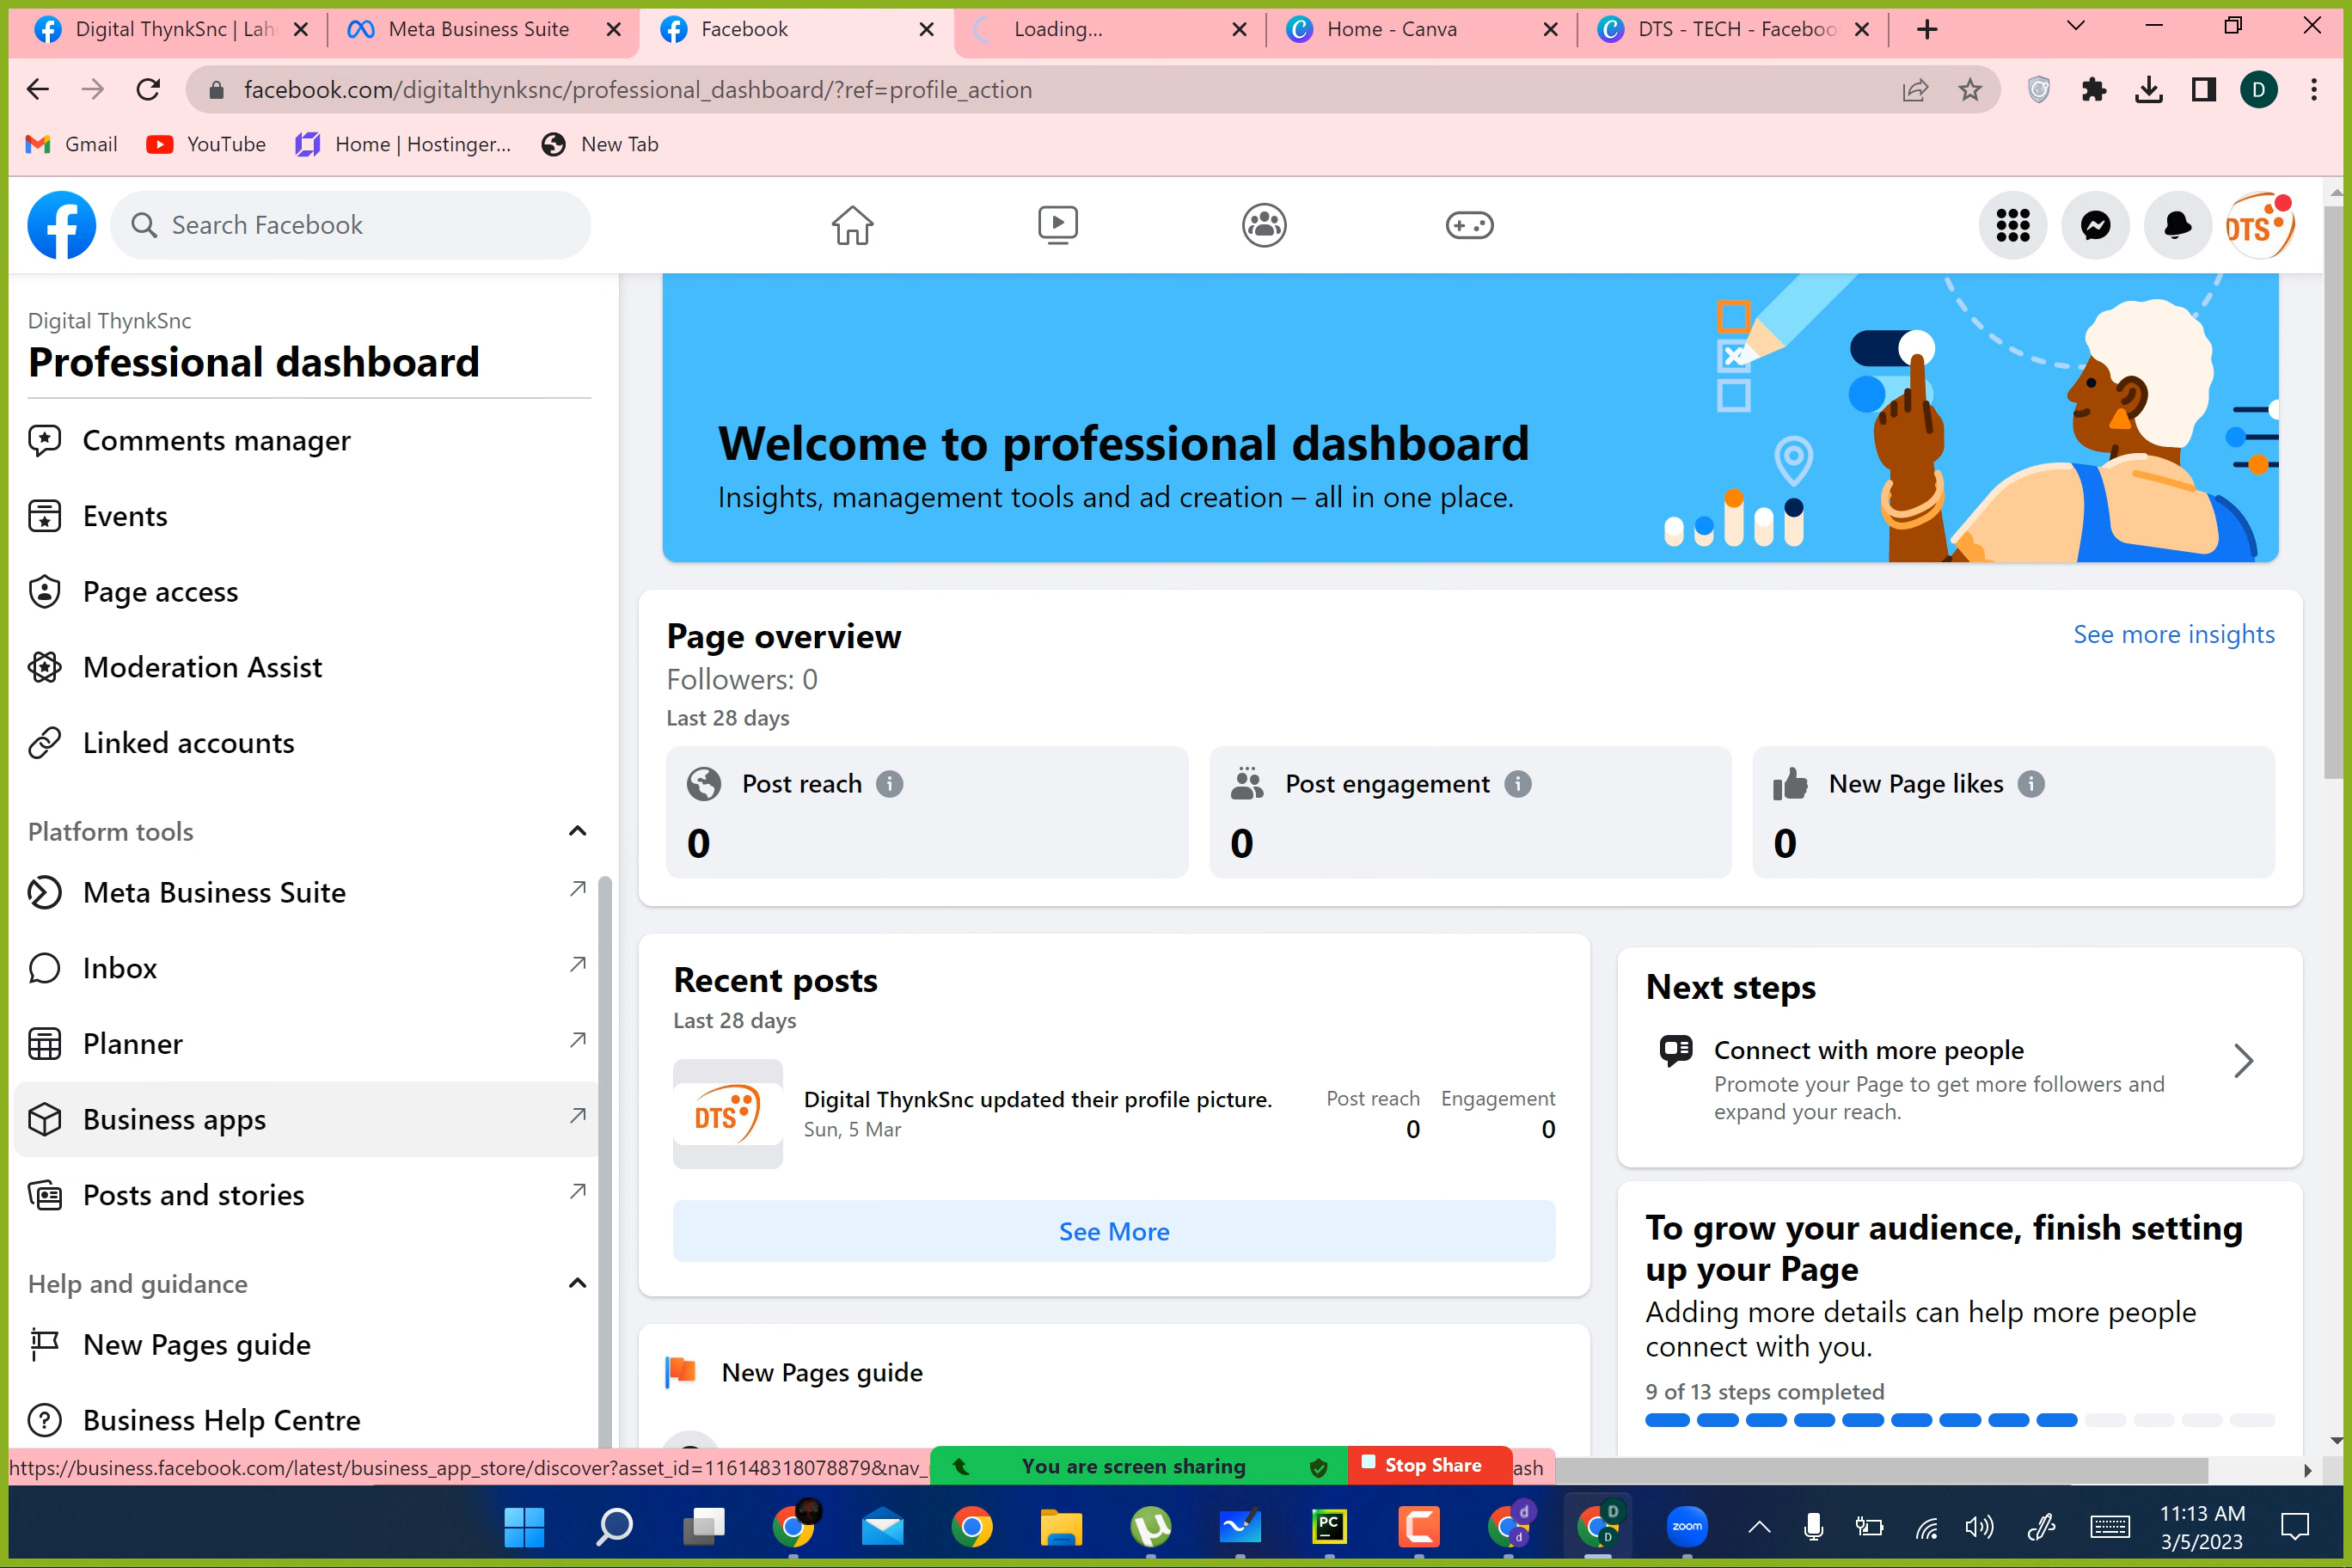 Digital ThynkSnc | Lah
Meta Business Suite
Facebook
Loading...
Home - Canva
DTS - TECH - Faceboo
facebook.com/digitalthynksnc/professional_dashboard/?ref=profile_action
D
Gmail
YouTube
Home | Hostinger...
New Tab
Search Facebook
DTS
Digital ThynkSnc
Professional dashboard
Comments manager
Events
Page access
Moderation Assist
Linked accounts
Platform tools
Meta Business Suite
Inbox
Planner
Business apps
Posts and stories
Help and guidance
New Pages guide
Business Help Centre
Welcome to professional dashboard
Insights, management tools and ad creation – all in one place.
Page overview
See more insights
Followers: 0
Last 28 days
Post reach
0
Post engagement
0
New Page likes
0
Recent posts
Last 28 days
DTS
Digital ThynkSnc updated their profile picture.
Sun, 5 Mar
Post reach
0
Engagement
0
See More
New Pages guide
Next steps
Connect with more people
Promote your Page to get more followers and
expand your reach.
To grow your audience, finish setting
up your Page
Adding more details can help more people
connect with you.
9 of 13 steps completed
https://business.facebook.com/latest/business_app_store/discover?asset_id=116148318078879&nav_
You are screen sharing
Stop Share
ash
PC
d
d
D
D
zoom
11:13 AM
3/5/2023